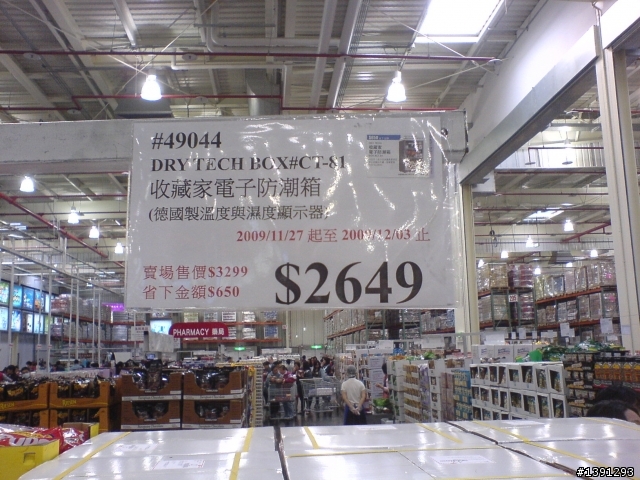 #49044
DRY TECH BOX#CT-81
收藏家電子防潮箱
(德國製溫度與濕度顯示器)
2009/11/27 起至 2009/12/03 止
賣場售價$3299
省下金額$650
$2649
PHARMACY 藥局
#1391293